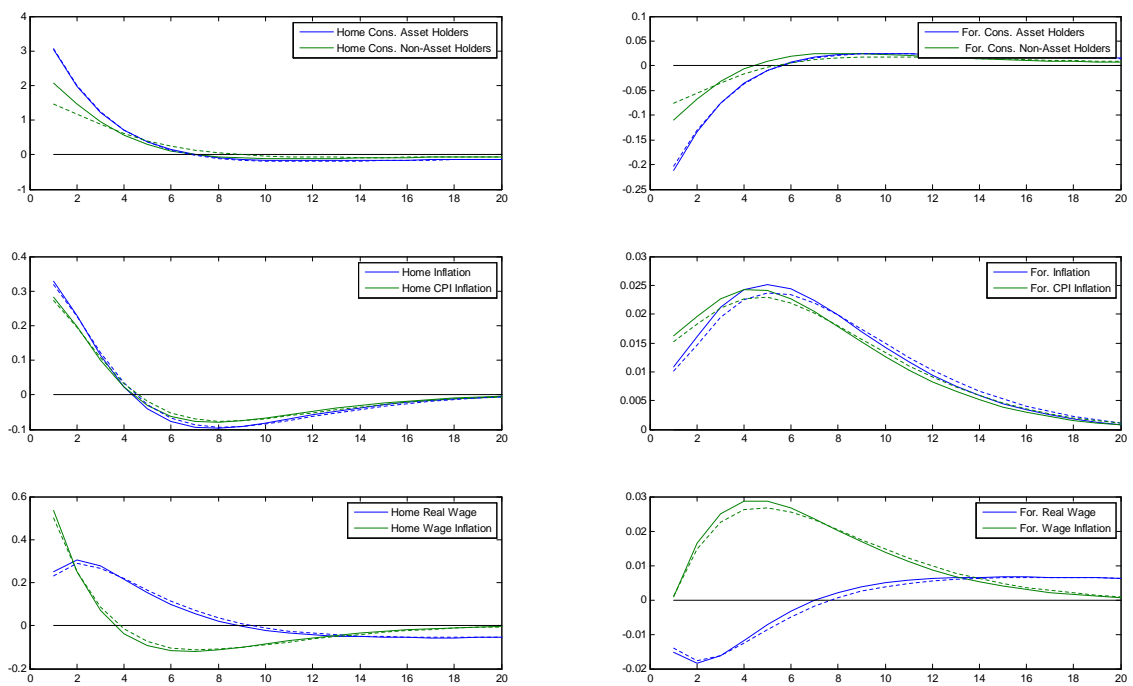 4
3
2
1
0
-1
0 2 4 6 8 10 12 14 16 18 20
Home Cons. Asset Holders
Home Cons. Non-Asset Holders
0.1
0.05
0
-0.05
-0.1
-0.15
-0.2
-0.25
0 2 4 6 8 10 12 14 16 18 20
For. Cons. Asset Holders
For. Cons. Non-Asset Holders
0.4
0.3
0.2
0.1
0
-0.1
0 2 4 6 8 10 12 14 16 18 20
Home Inflation
Home CPI Inflation
0.03
0.025
0.02
0.015
0.01
0.005
0
0 2 4 6 8 10 12 14 16 18 20
For. Inflation
For. CPI Inflation
0.6
0.4
0.2
0
-0.2
0 2 4 6 8 10 12 14 16 18 20
Home Real Wage
Home Wage Inflation
0.03
0.02
0.01
0
-0.01
-0.02
0 2 4 6 8 10 12 14 16 18 20
For. Real Wage
For. Wage Inflation